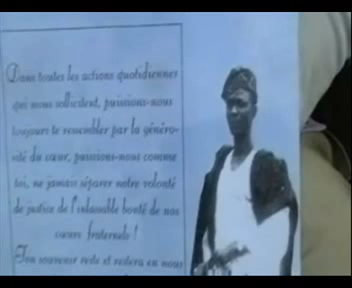 Dans toutes les actions quotidiennes
qui nous sollicitent, puissions-nous
toujours te ressembler par la généro-
sité du cœur, puissions-nous comme
toi, ne jamais séparer notre volonté
de justice de l'inlassable bonté de nos
cœurs fraternels !
Ton souvenir reste et restera en nous